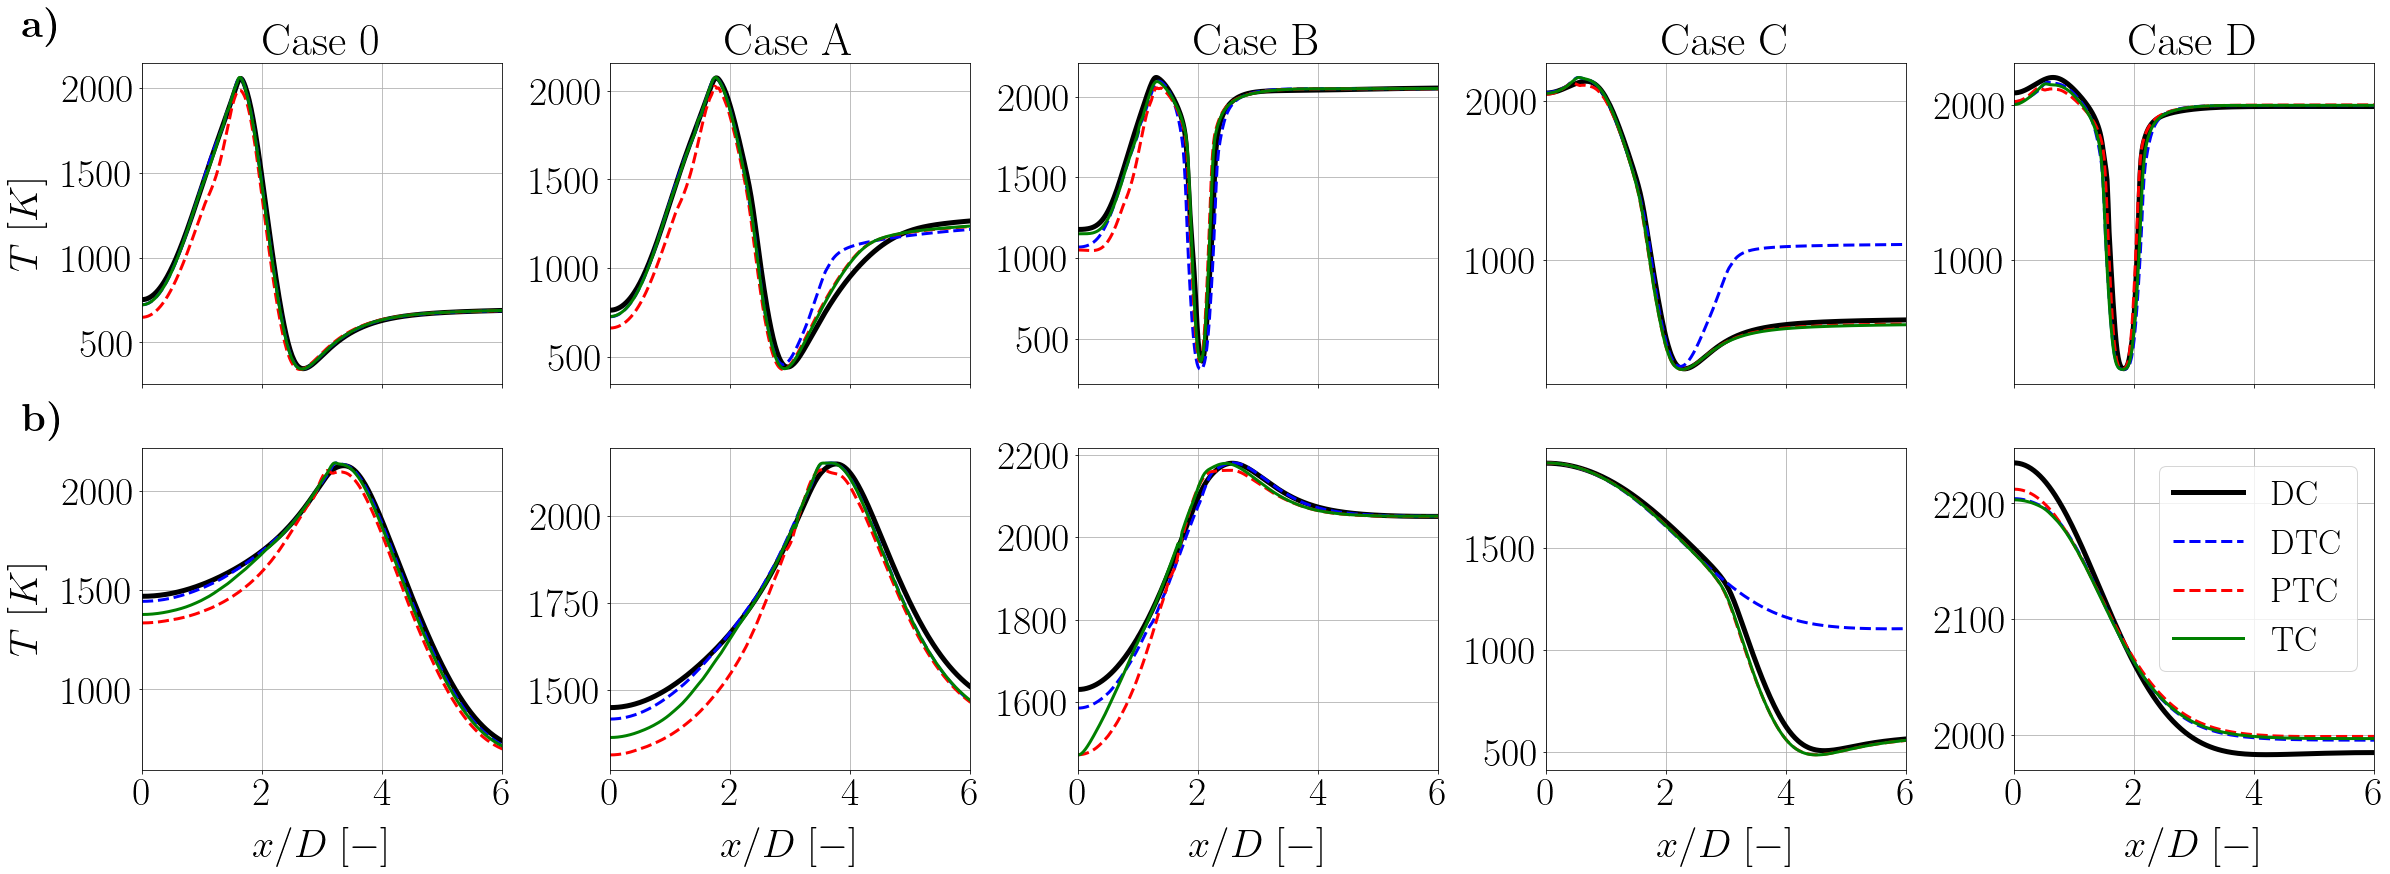 a)
Case 0 Case A Case B Case C Case D
T [K]
2000 1500 1000 500
2000 1500 1000 500
2000 1500 1000 500
2000 1000
2000 1000
b)
T [K]
2000 1500 1000
2000 1750 1500
2200 2000 1800 1600
1500 1000 500
2200 2100 2000
DC
DTC
PTC
TC
0 2 4 6 0 2 4 6 0 2 4 6 0 2 4 6 0 2 4 6
x/D [−] x/D [−] x/D [−] x/D [−] x/D [−]